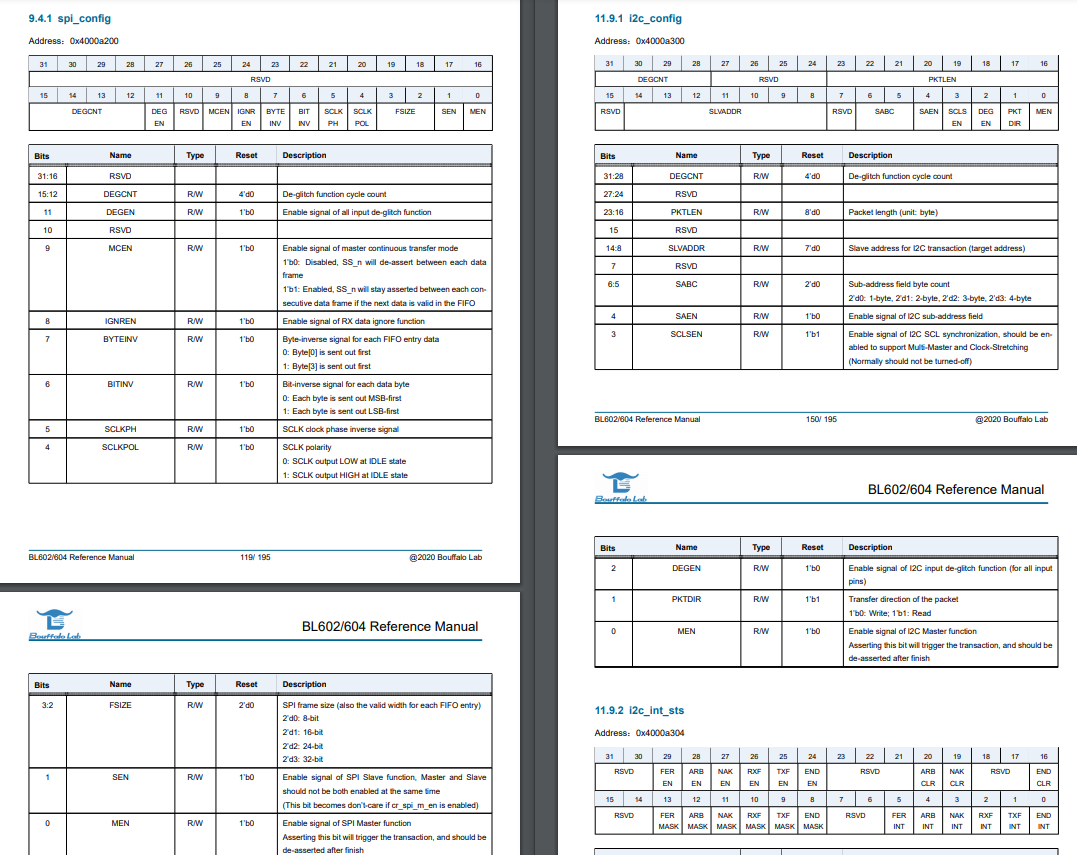 9.4.1 spi_config
Address: 0x4000a200
31 30 29 28 27 26 25 24 23 22 21 20 19 18 17 16
RSVD
15 14 13 12 11 10 9 8 7 6 5 4 3 2 1 0
DEGCNT DEG EN RSVD MCEN IGNR EN BYTE INV BIT INV SCLK PH SCLK POL FSIZE SEN MEN
Bits Name Type Reset Description
31:16 RSVD
15:12 DEGCNT R/W 4'd0 De-glitch function cycle count
11 DEGEN R/W 1'b0 Enable signal of all input de-glitch function
10 RSVD
9 MCEN R/W 1'b0 Enable signal of master continuous transfer mode
1'b0: Disabled, SS_n will de-assert between each data
frame
1'b1: Enabled, SS_n will stay asserted between each con-
secutive data frame if the next data is valid in the FIFO
8 IGNREN R/W 1'b0 Enable signal of RX data ignore function
7 BYTEINV R/W 1'b0 Byte-inverse signal for each FIFO entry data
0: Byte[0] is sent out first
1: Byte[3] is sent out first
6 BITINV R/W 1'b0 Bit-inverse signal for each data byte
0: Each byte is sent out MSB-first
1: Each byte is sent out LSB-first
5 SCLKPH R/W 1'b0 SCLK clock phase inverse signal
4 SCLKPOL R/W 1'b0 SCLK polarity
0: SCLK output LOW at IDLE state
1: SCLK output HIGH at IDLE state
BL602/604 Reference Manual 119/ 195 @2020 Bouffalo Lab
Bouffalo Lab
BL602/604 Reference Manual
Bits Name Type Reset Description
3:2 FSIZE R/W 2'd0 SPI frame size (also the valid width for each FIFO entry)
2'd0: 8-bit
2'd1: 16-bit
2'd2: 24-bit
2'd3: 32-bit
1 SEN R/W 1'b0 Enable signal of SPI Slave function, Master and Slave
should not be both enabled at the same time
(This bit becomes don't-care if cr_spi_m_en is enabled)
0 MEN R/W 1'b0 Enable signal of SPI Master function
Asserting this bit will trigger the transaction, and should be
de-asserted after finish
11.9.1 i2c_config
Address: 0x4000a300
31 30 29 28 27 26 25 24 23 22 21 20 19 18 17 16
DEGCNT RSVD PKTLEN
15 14 13 12 11 10 9 8 7 6 5 4 3 2 1 0
RSVD SLVADDR RSVD SABC SAEN SCLS EN DEG EN PKT DIR MEN
Bits Name Type Reset Description
31:28 DEGCNT R/W 4'd0 De-glitch function cycle count
27:24 RSVD
23:16 PKTLEN R/W 8'd0 Packet length (unit: byte)
15 RSVD
14:8 SLVADDR R/W 7'd0 Slave address for I2C transaction (target address)
7 RSVD
6:5 SABC R/W 2'd0 Sub-address field byte count
2'd0: 1-byte, 2'd1: 2-byte, 2'd2: 3-byte, 2'd3: 4-byte
4 SAEN R/W 1'b0 Enable signal of I2C sub-address field
3 SCLSEN R/W 1'b1 Enable signal of I2C SCL synchronization, should be en-
abled to support Multi-Master and Clock-Stretching
(Normally should not be turned-off)
BL602/604 Reference Manual 150/ 195 @2020 Bouffalo Lab
Bouffalo Lab
BL602/604 Reference Manual
Bits Name Type Reset Description
2 DEGEN R/W 1'b0 Enable signal of I2C input de-glitch function (for all input
pins)
1 PKTDIR R/W 1'b1 Transfer direction of the packet
1'b0: Write; 1'b1: Read
0 MEN R/W 1'b0 Enable signal of I2C Master function
Asserting this bit will trigger the transaction, and should be
de-asserted after finish
11.9.2 i2c_int_sts
Address: 0x4000a304
31 30 29 28 27 26 25 24 23 22 21 20 19 18 17 16
RSVD FER EN ARB EN NAK EN RXF EN TXF EN END EN RSVD ARB CLR NAK CLR RSVD END CLR
15 14 13 12 11 10 9 8 7 6 5 4 3 2 1 0
RSVD FER MASK ARB MASK NAK MASK RXF MASK TXF MASK END MASK RSVD FER INT ARB INT NAK INT RXF INT TXF INT END INT